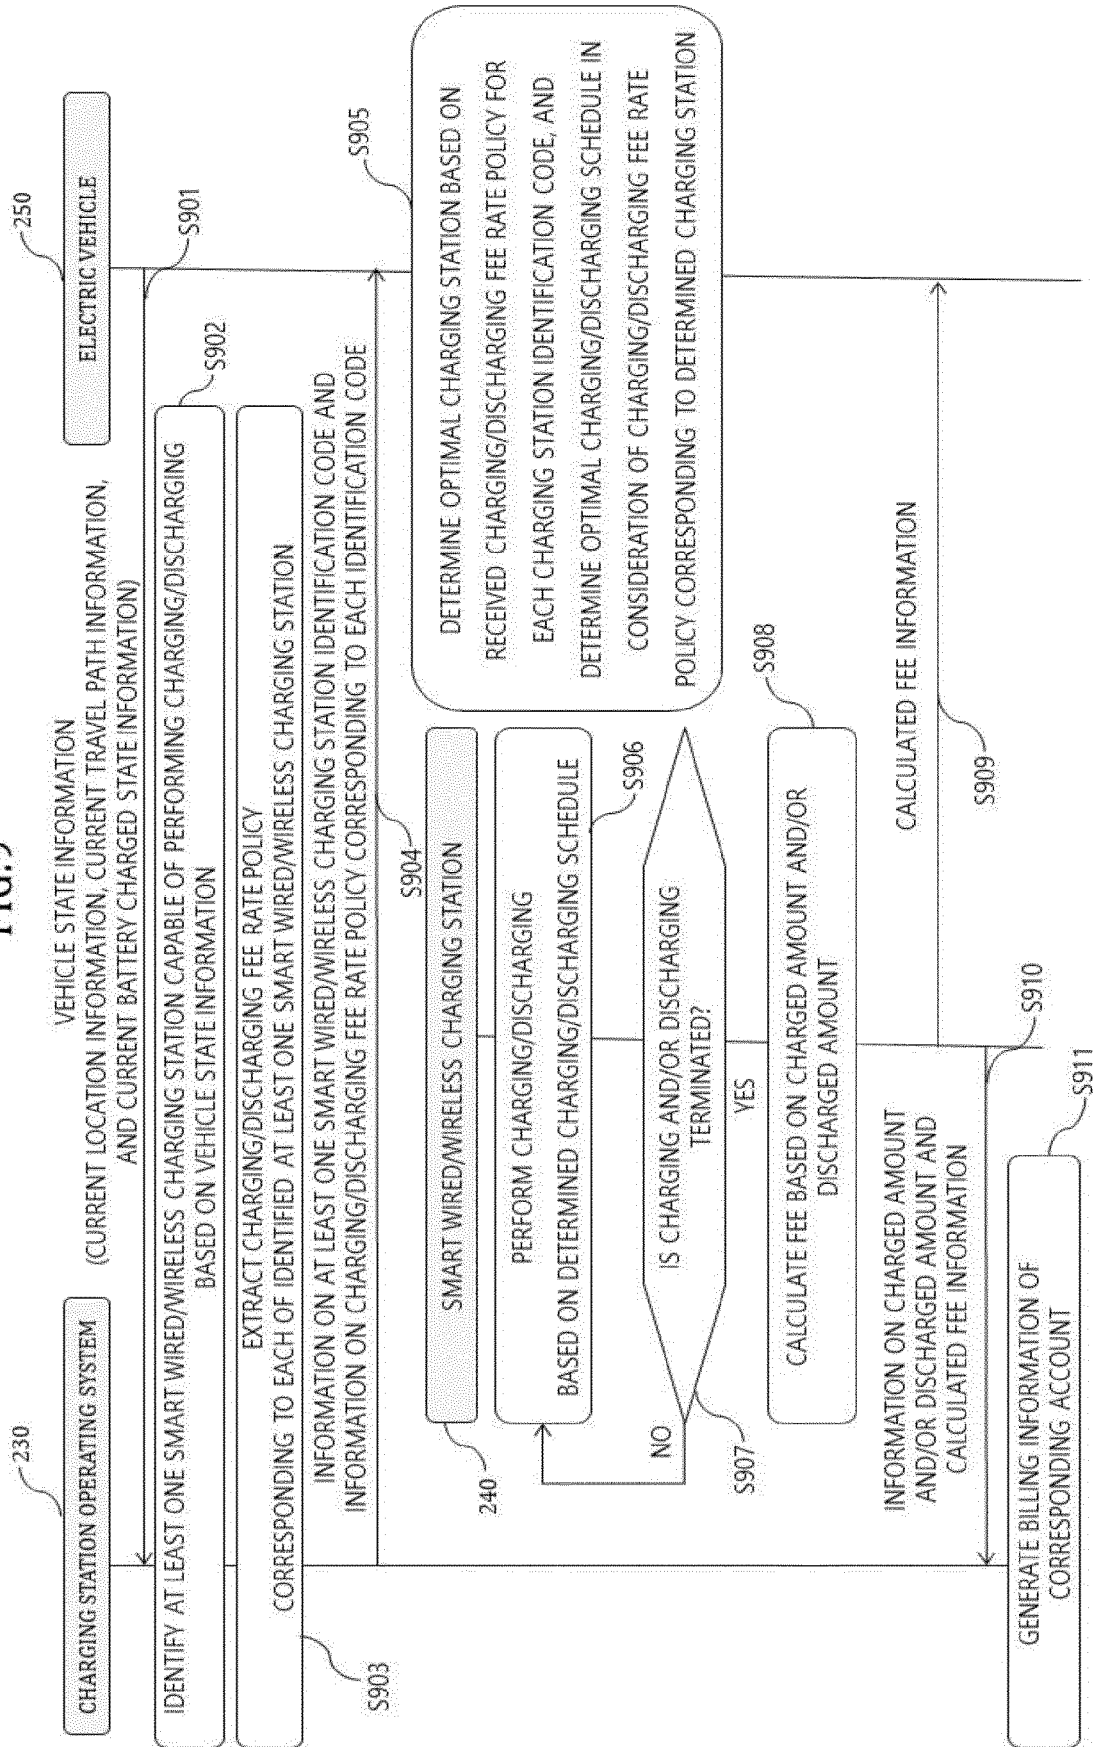 FIG. 9
230
CHARGING STATION OPERATING SYSTEM
250
ELECTRIC VEHICLE
VEHICLE STATE INFORMATION
(CURRENT LOCATION INFORMATION, CURRENT TRAVEL PATH INFORMATION,
AND CURRENT BATTERY CHARGED STATE INFORMATION)
S901
IDENTIFY AT LEAST ONE SMART WIRED/WIRELESS CHARGING STATION CAPABLE OF PERFORMING CHARGING/DISCHARGING
BASED ON VEHICLE STATE INFORMATION
S902
EXTRACT CHARGING/DISCHARGING FEE RATE POLICY
CORRESPONDING TO EACH OF IDENTIFIED AT LEAST ONE SMART WIRED/WIRELESS CHARGING STATION
S903
INFORMATION ON AT LEAST ONE SMART WIRED/WIRELESS CHARGING STATION IDENTIFICATION CODE AND
INFORMATION ON CHARGING/DISCHARGING FEE RATE POLICY CORRESPONDING TO EACH IDENTIFICATION CODE
S904
S905
DETERMINE OPTIMAL CHARGING STATION BASED ON
RECEIVED CHARGING/DISCHARGING FEE RATE POLICY FOR
EACH CHARGING STATION IDENTIFICATION CODE, AND
DETERMINE OPTIMAL CHARGING/DISCHARGING SCHEDULE IN
CONSIDERATION OF CHARGING/DISCHARGING FEE RATE
POLICY CORRESPONDING TO DETERMINED CHARGING STATION
SMART WIRED/WIRELESS CHARGING STATION
240
PERFORM CHARGING/DISCHARGING
BASED ON DETERMINED CHARGING/DISCHARGING SCHEDULE
S906
IS CHARGING AND/OR DISCHARGING
TERMINATED?
NO
S907
YES
CALCULATE FEE BASED ON CHARGED AMOUNT AND/OR
DISCHARGED AMOUNT
S908
CALCULATED FEE INFORMATION
S909
INFORMATION ON CHARGED AMOUNT
AND/OR DISCHARGED AMOUNT AND
CALCULATED FEE INFORMATION
S910
GENERATE BILLING INFORMATION OF
CORRESPONDING ACCOUNT
S911